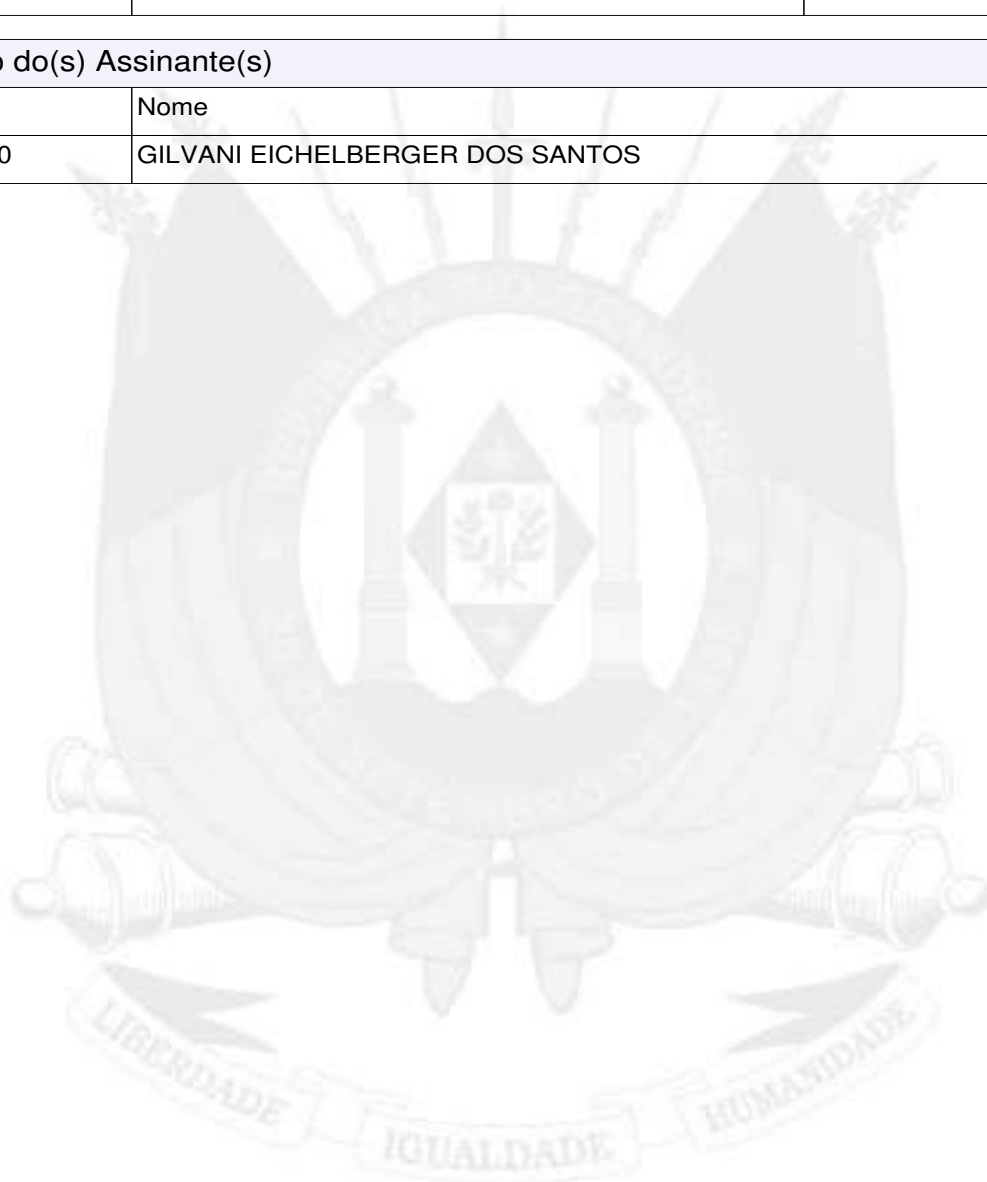 o do(s) Assinante(s)
Nome
0 GILVANI EICHELBERGER DOS SANTOS
LIBERDADE
IGUALDADE
HUMANIDADE